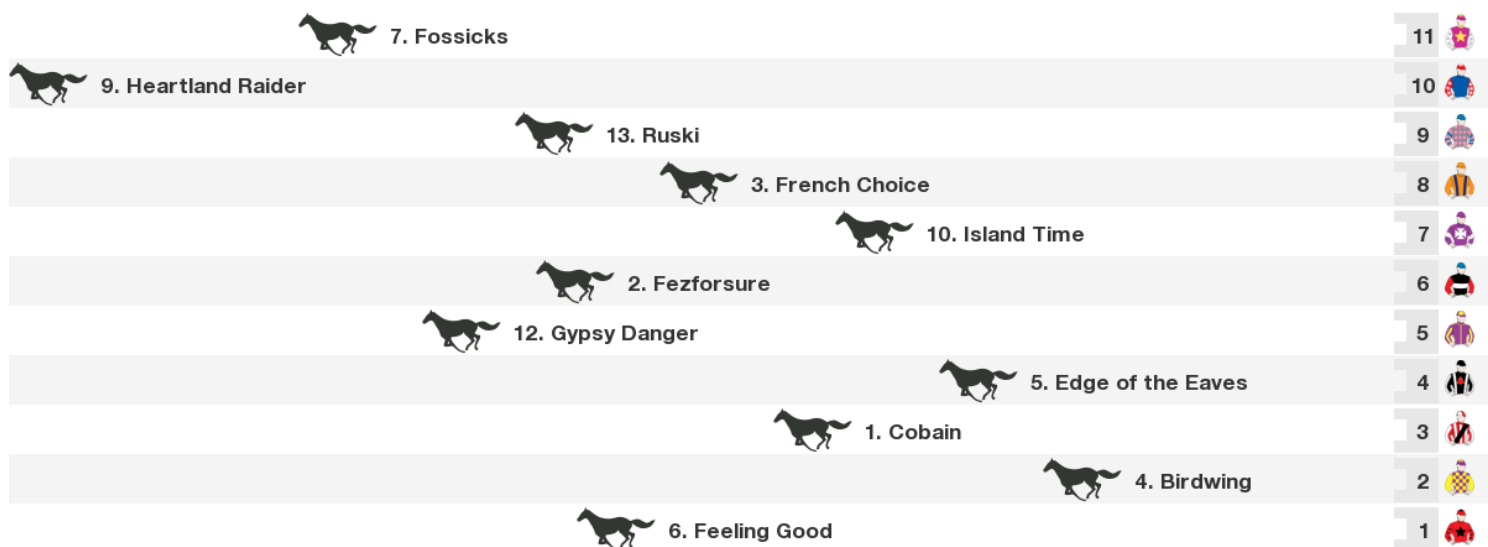 7. Fossicks 11
9. Heartland Raider 10
13. Ruski 9
3. French Choice 8
10. Island Time 7
2. Fezforsure 6
12. Gypsy Danger 5
5. Edge of the Eaves 4
1. Cobain 3
4. Birdwing 2
6. Feeling Good 1